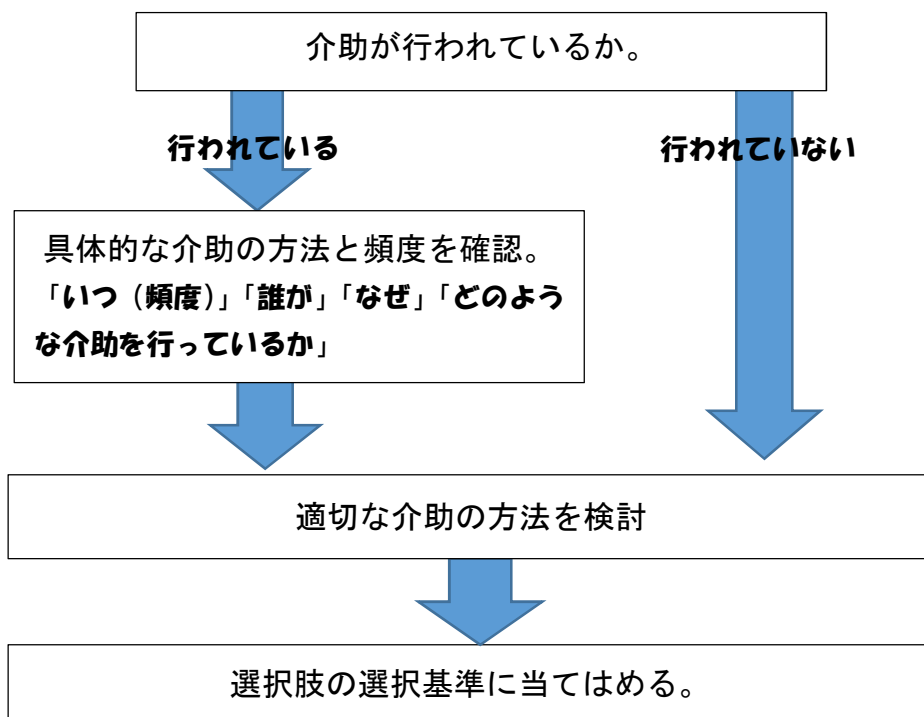 介助が行われているか。
行われている
行われていない
具体的な介助の方法と頻度を確認。
「いつ（頻度）」「誰が」「なぜ」「どのよう
な介助を行っているか」
適切な介助の方法を検討
選択肢の選択基準に当てはめる。